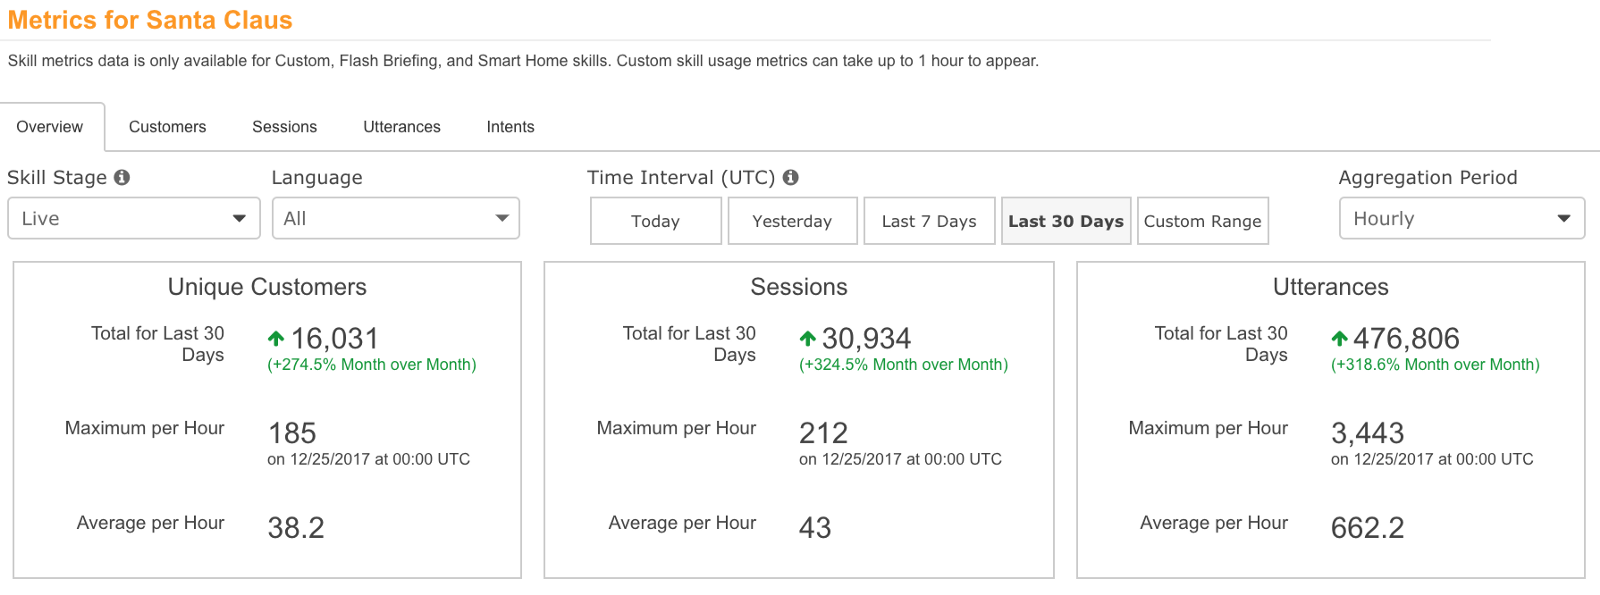 Metrics for Santa Claus
Skill metrics data is only available for Custom, Flash Briefing, and Smart Home skills. Custom skill usage metrics can take up to 1 hour to appear.
Overview Customers Sessions Utterances Intents
Skill Stage Language Time Interval (UTC) Aggregation Period
Live All Today Yesterday Last 7 Days Last 30 Days Custom Range Hourly
Unique Customers
Total for Last 30
Days
16,031
(+274.5% Month over Month)
Maximum per Hour
185
on 12/25/2017 at 00:00 UTC
Average per Hour
38.2
Sessions
Total for Last 30
Days
30,934
(+324.5% Month over Month)
Maximum per Hour
212
on 12/25/2017 at 00:00 UTC
Average per Hour
43
Utterances
Total for Last 30
Days
476,806
(+318.6% Month over Month)
Maximum per Hour
3,443
on 12/25/2017 at 00:00 UTC
Average per Hour
662.2